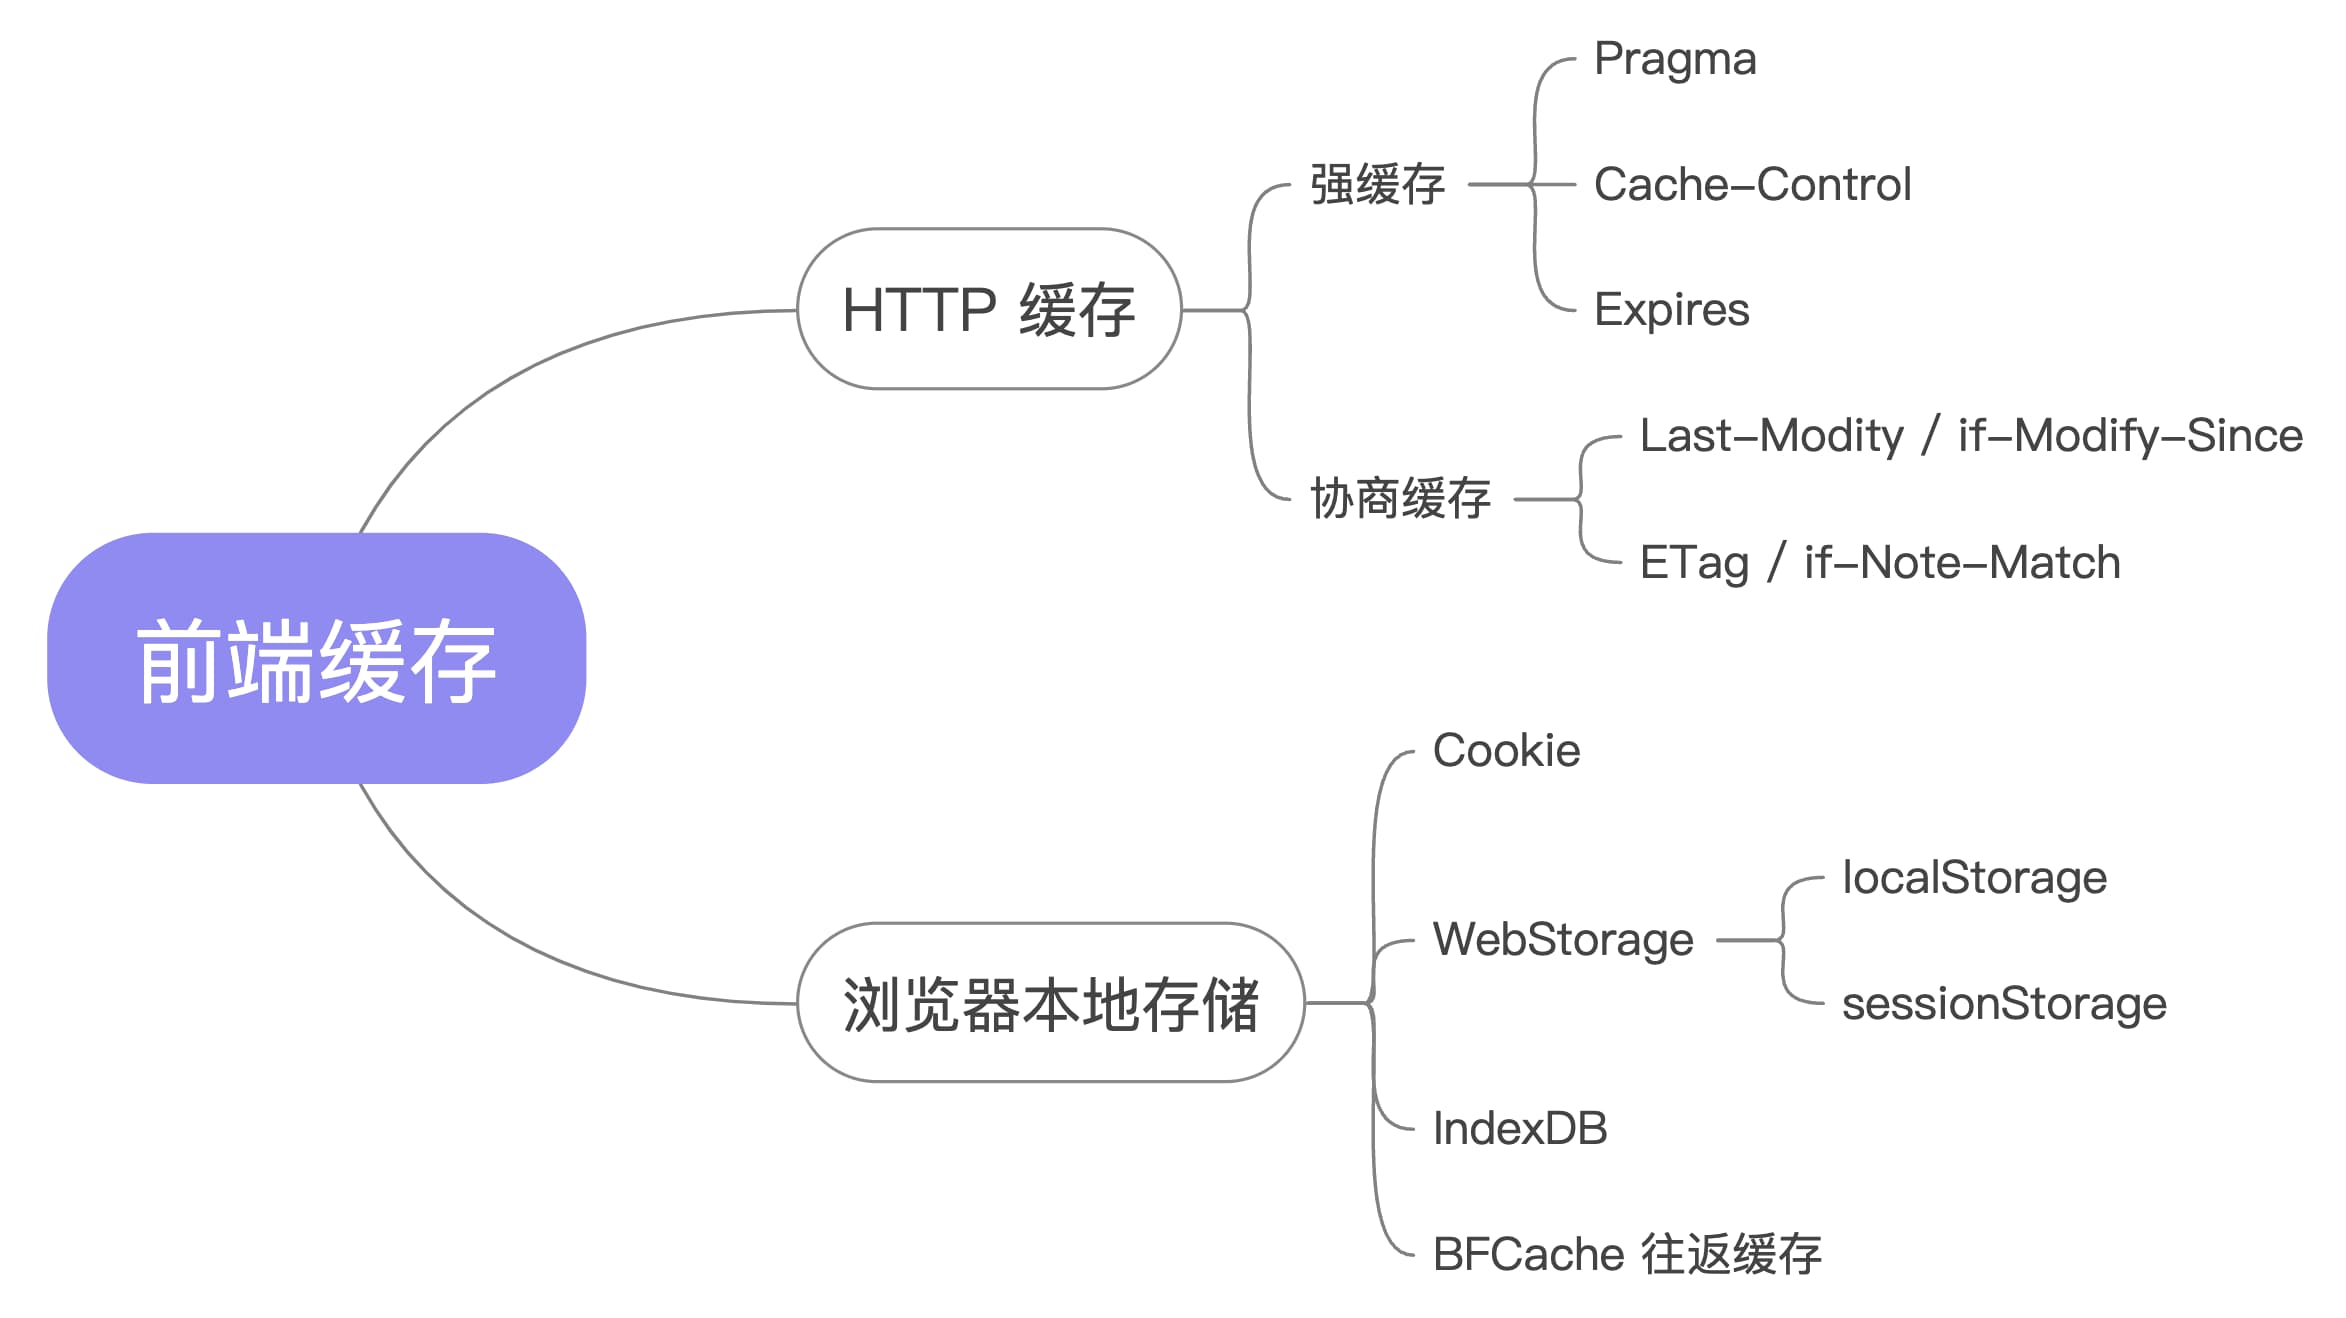 前端缓存
HTTP 缓存
强缓存
Pragma
Cache-Control
Expires
协商缓存
Last-Modity / if-Modify-Since
ETag / if-Note-Match
浏览器本地存储
Cookie
WebStorage
localStorage
sessionStorage
IndexDB
BFCache 往返缓存